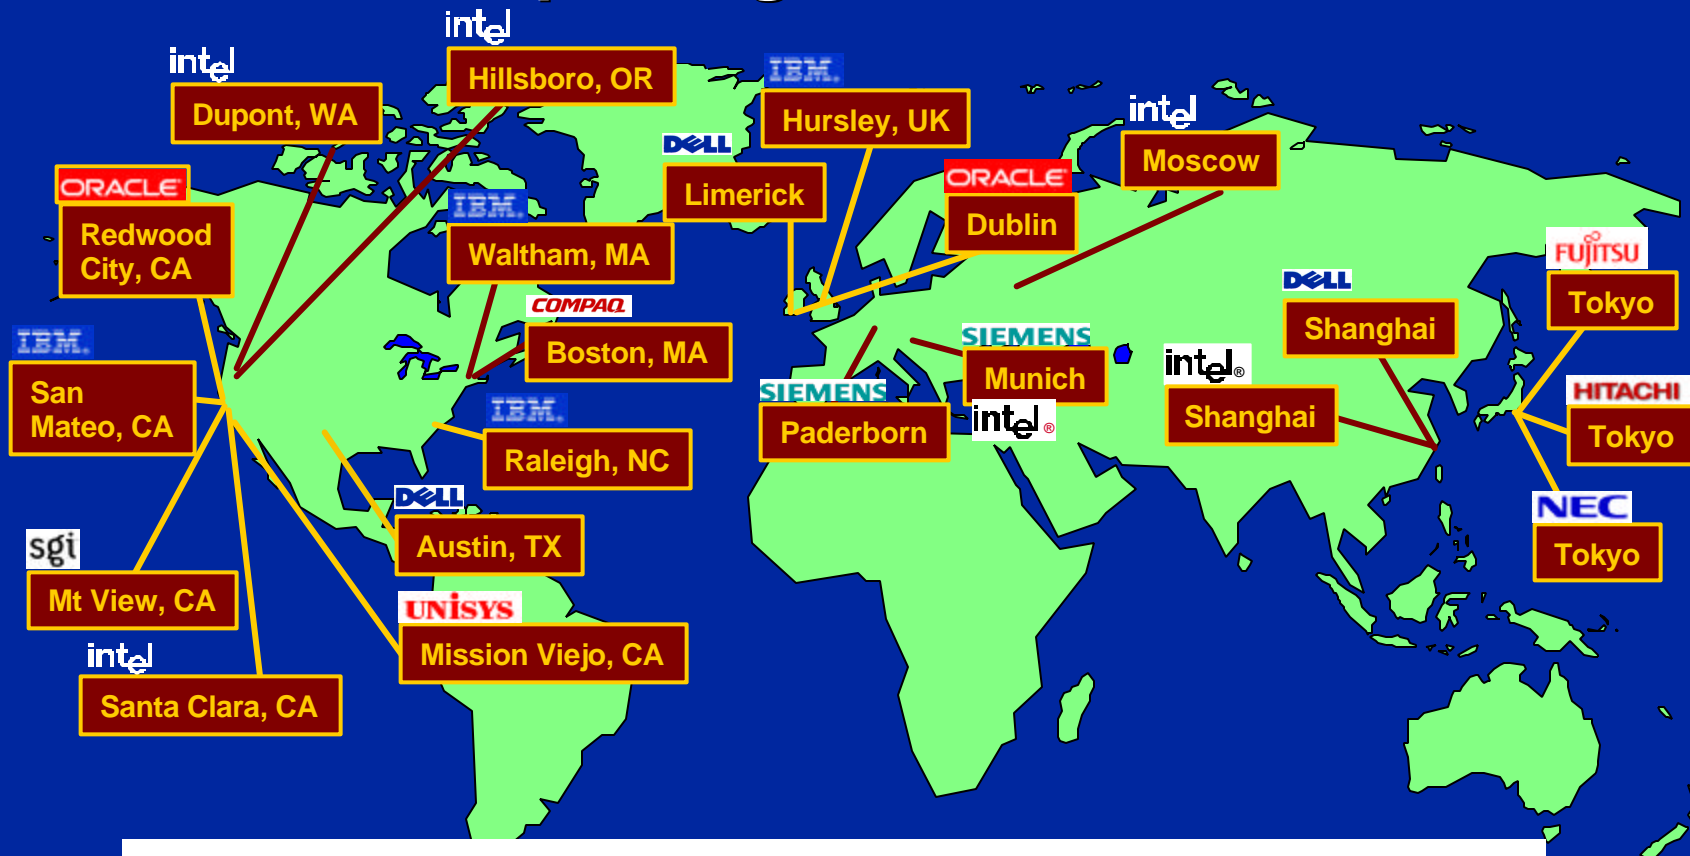 intel
Hillsboro, OR
intel
Dupont, WA
IBM.
Hursley, UK
intel
Moscow
DELL
Limerick
ORACLE
Dublin
ORACLE
Redwood
City, CA
IBM.
Waltham, MA
COMPAQ
Boston, MA
FUJITSU
Tokyo
DELL
Shanghai
IBM.
San
Mateo, CA
SIEMENS
Munich
intel®
intel®
Shanghai
SIEMENS
Paderborn
HITACHI
Tokyo
IBM.
Raleigh, NC
DELL
Austin, TX
NEC
Tokyo
sgi
Mt View, CA
UNISYS
Mission Viejo, CA
intel
Santa Clara, CA